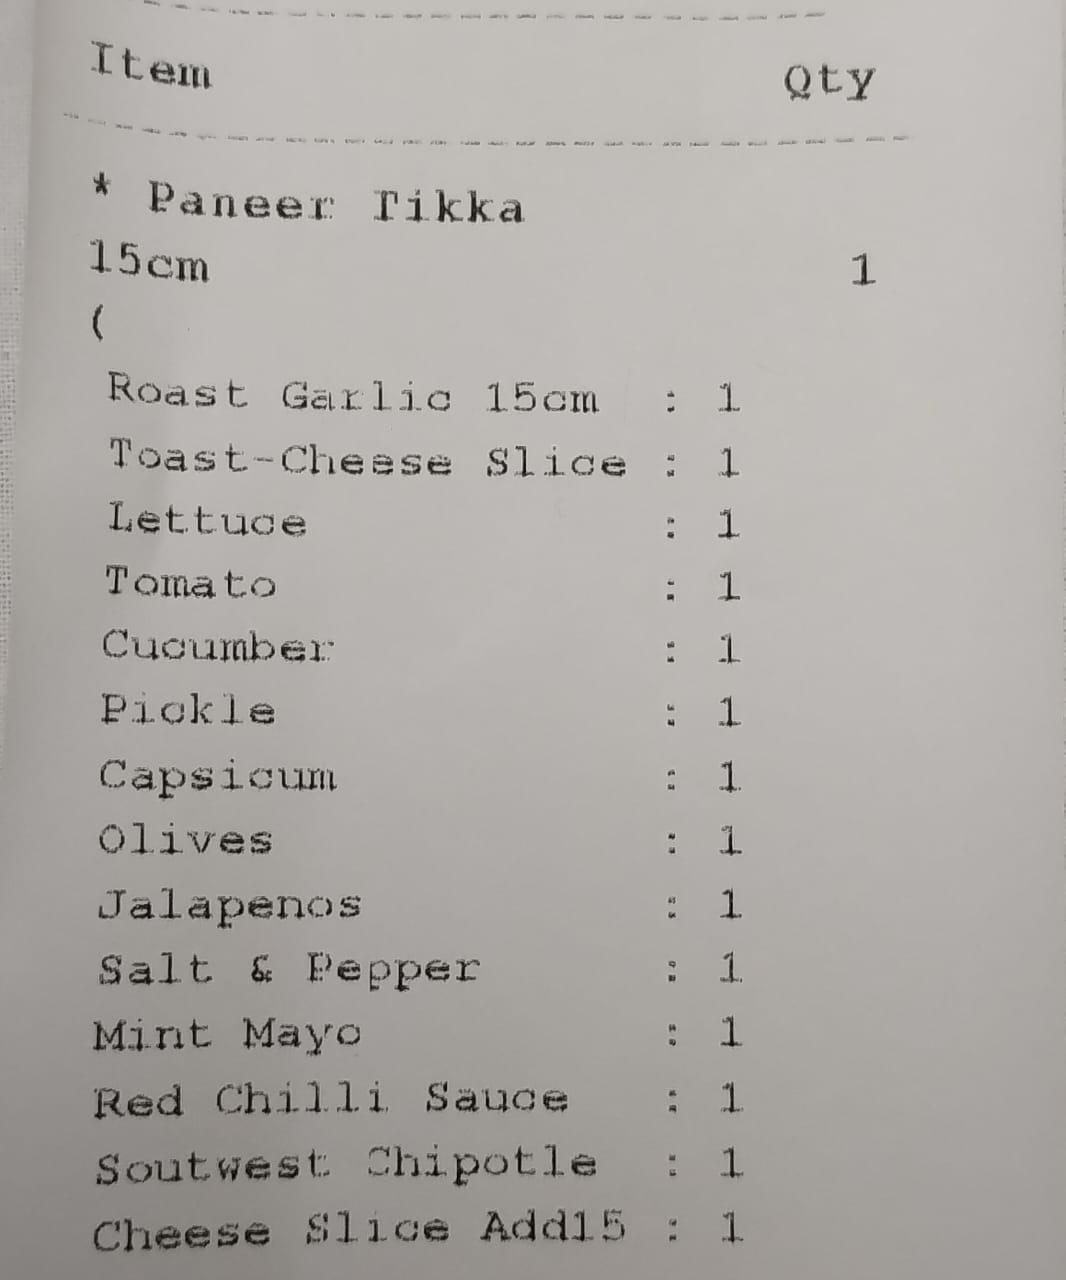 Item Qty
* Paneer Tikka
15cm 1
(
Roast Garlic 15cm : 1
Toast-Cheese Slice : 1
Lettuce : 1
Tomato : 1
Cucumber : 1
Pickle : 1
Capsicum : 1
Olives : 1
Jalapenos : 1
Salt & Pepper : 1
Mint Mayo : 1
Red Chilli Sauce : 1
Soutwest Chipotle : 1
Cheese Slice Add15 : 1